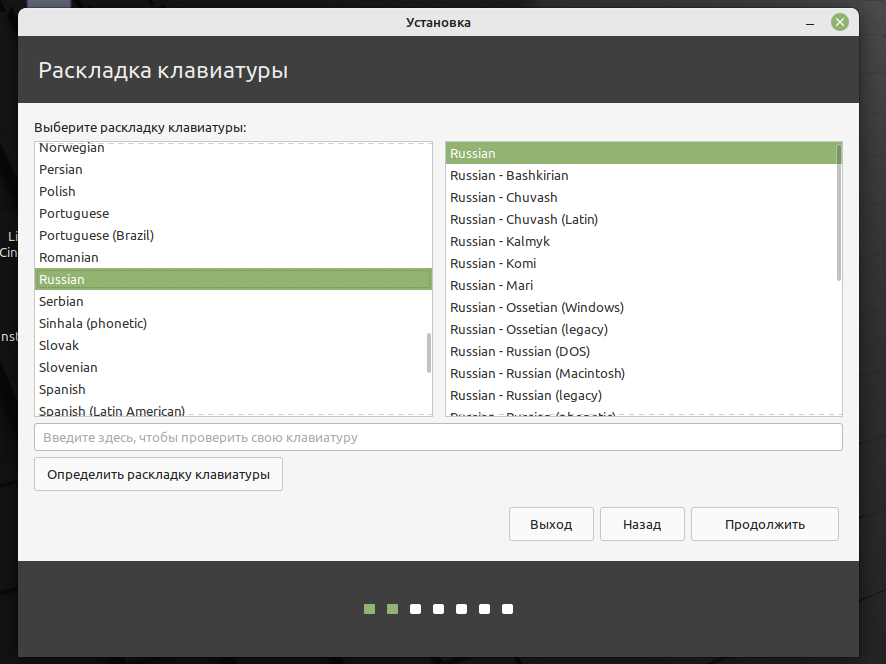 Установка
Раскладка клавиатуры
Выберите раскладку клавиатуры:
Norwegian
Persian
Polish
Portuguese
Portuguese (Brazil)
Romanian
Russian
Serbian
Sinhala (phonetic)
Slovak
Slovenian
Spanish
Spanish (Latin American)
Russian
Russian - Bashkirian
Russian - Chuvash
Russian - Chuvash (Latin)
Russian - Kalmyk
Russian - Komi
Russian - Mari
Russian - Ossetian (Windows)
Russian - Ossetian (legacy)
Russian - Russian (DOS)
Russian - Russian (Macintosh)
Russian - Russian (legacy)
Russian - Russian (phonetic)
Введите здесь, чтобы проверить свою клавиатуру
Определить раскладку клавиатуры
Выход
Назад
Продолжить
Li
Cin
nst